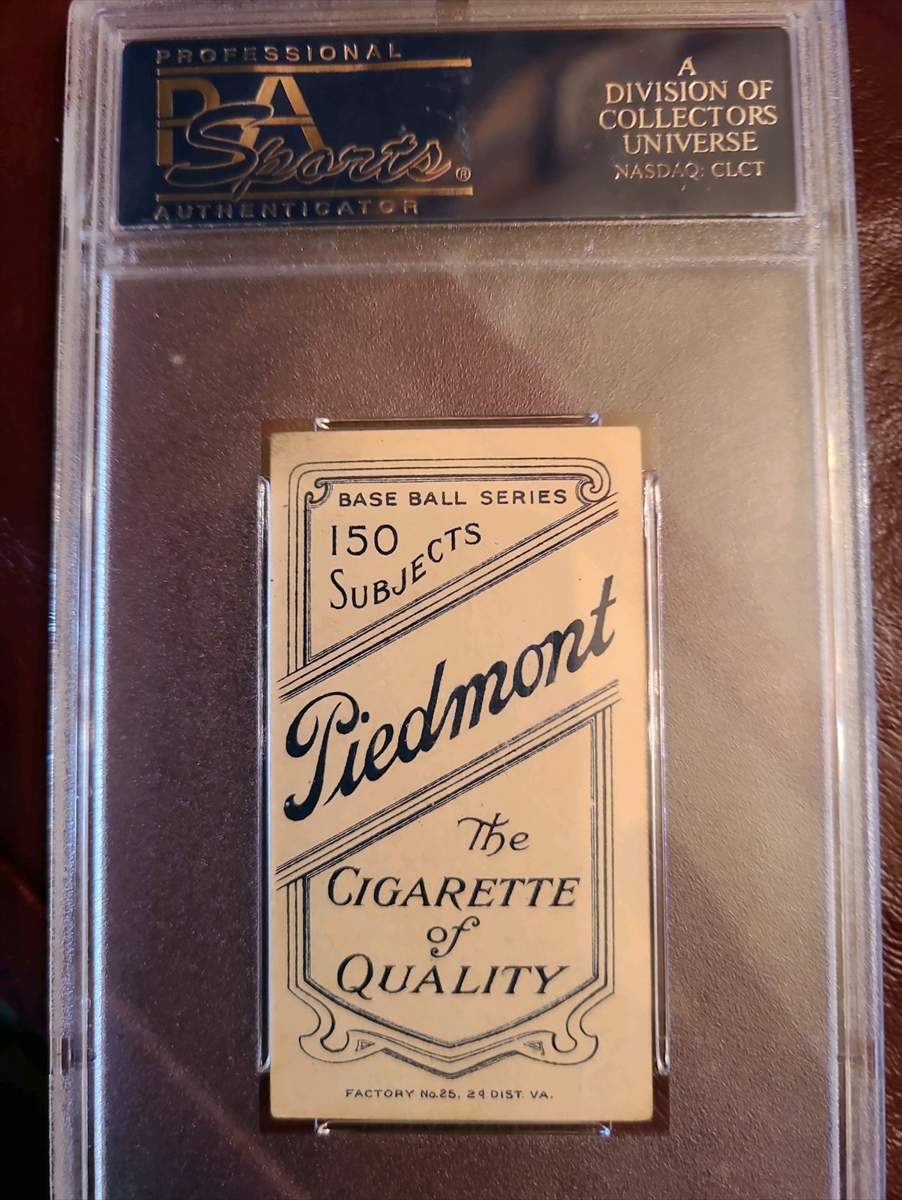 PROFESSIONAL
PSA
Sports®
AUTHENTICATOR
A
DIVISION OF
COLLECTORS
UNIVERSE
NASDAQ: CLCT
BASE BALL SERIES
150
SUBJECTS
Piedmont
The
CIGARETTE
of
QUALITY
FACTORY No.25, 2d DIST. VA.